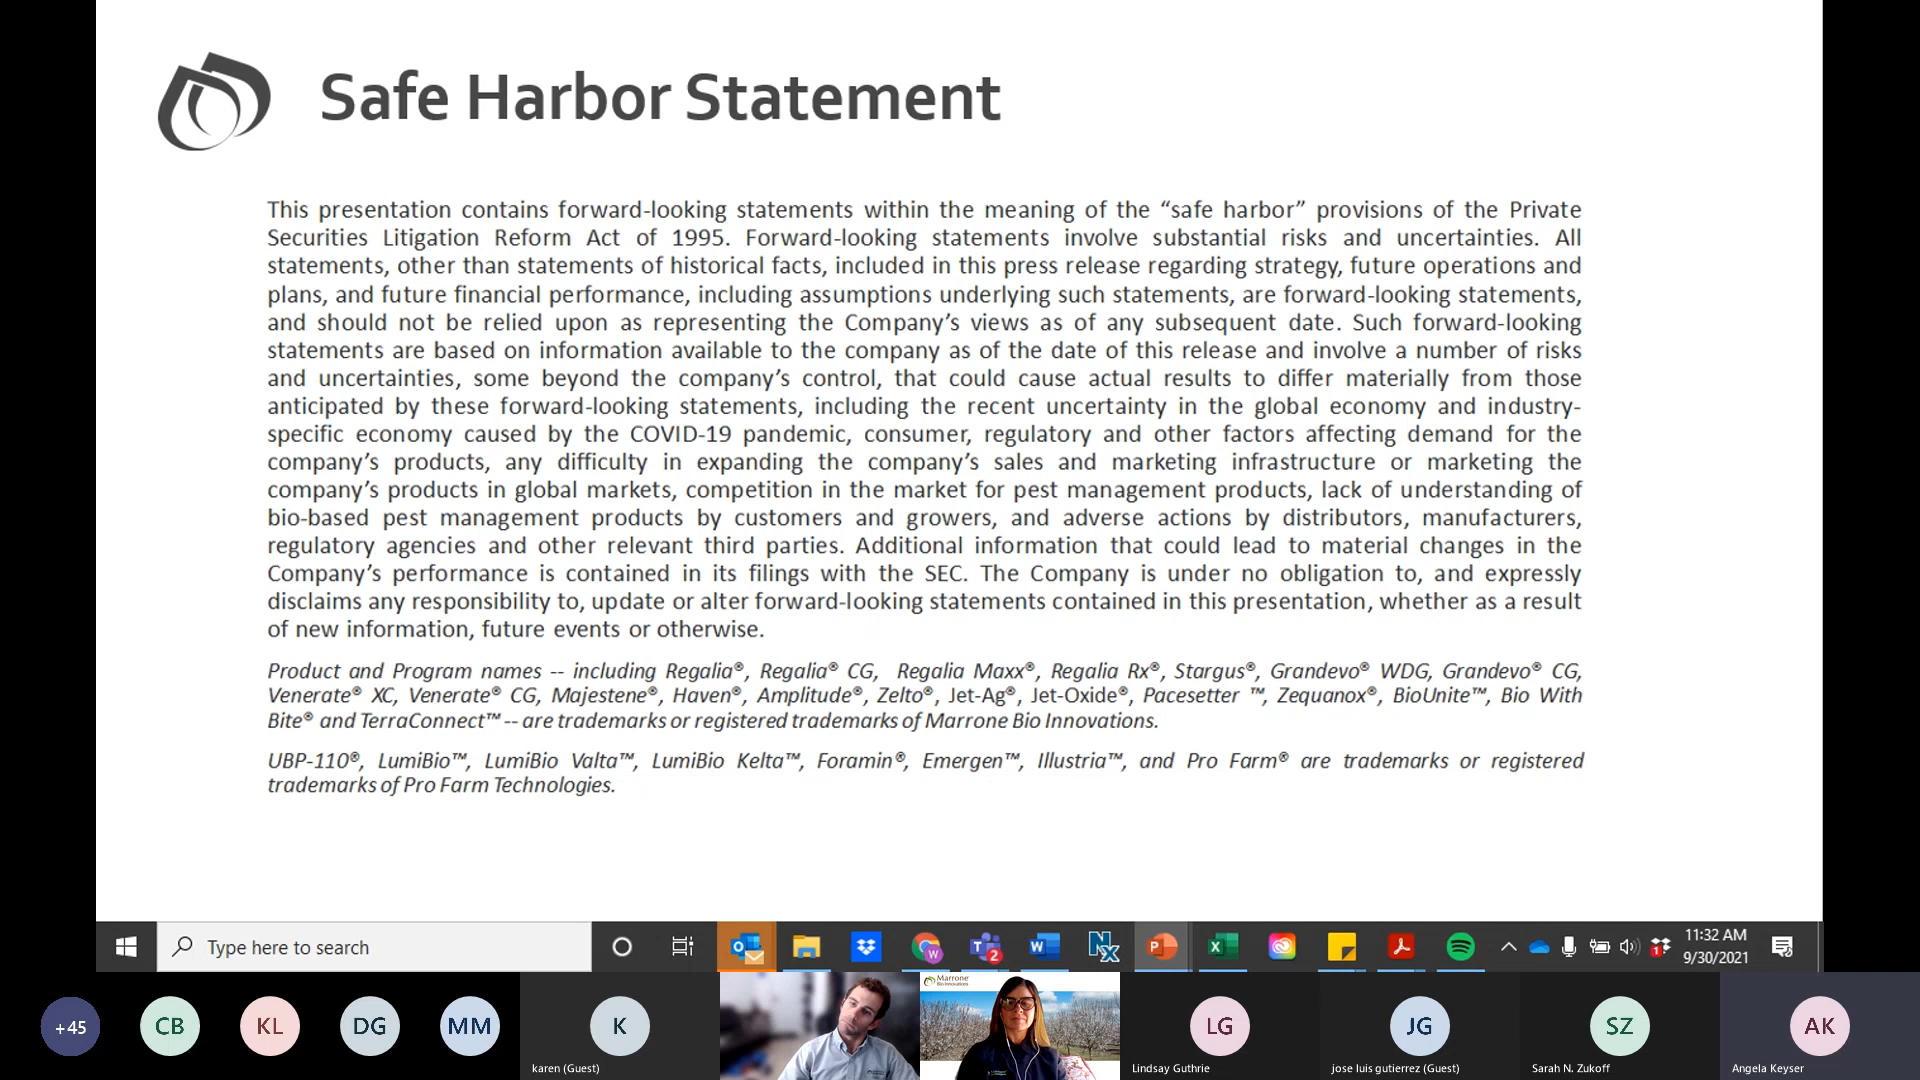 Safe Harbor Statement
This presentation contains forward-looking statements within the meaning of the “safe harbor” provisions of the Private
Securities Litigation Reform Act of 1995. Forward-looking statements involve substantial risks and uncertainties. All
statements, other than statements of historical facts, included in this press release regarding strategy, future operations and
plans, and future financial performance, including assumptions underlying such statements, are forward-looking statements,
and should not be relied upon as representing the Company’s views as of any subsequent date. Such forward-looking
statements are based on information available to the company as of the date of this release and involve a number of risks
and uncertainties, some beyond the company’s control, that could cause actual results to differ materially from those
anticipated by these forward-looking statements, including the recent uncertainty in the global economy and industry-
specific economy caused by the COVID-19 pandemic, consumer, regulatory and other factors affecting demand for the
company’s products, any difficulty in expanding the company’s sales and marketing infrastructure or marketing the
company’s products in global markets, competition in the market for pest management products, lack of understanding of
bio-based pest management products by customers and growers, and adverse actions by distributors, manufacturers,
regulatory agencies and other relevant third parties. Additional information that could lead to material changes in the
Company’s performance is contained in its filings with the SEC. The Company is under no obligation to, and expressly
disclaims any responsibility to, update or alter forward-looking statements contained in this presentation, whether as a result
of new information, future events or otherwise.
Product and Program names -- including Regalia®, Regalia® CG, Regalia Maxx®, Regalia Rx®, Stargus®, Grandevo® WDG, Grandevo® CG,
Venerate® XC, Venerate® CG, Majestene®, Haven®, Amplitude®, Zelto®, Jet-Ag®, Jet-Oxide®, Pacesetter ™, Zequanox®, BioUnite™, Bio With
Bite® and TerraConnect™ -- are trademarks or registered trademarks of Marrone Bio Innovations.
UBP-110®, LumiBio™, LumiBio Valta™, LumiBio Kelta™, Foramin®, Emergen™, Illustria™, and Pro Farm® are trademarks or registered
trademarks of Pro Farm Technologies.
Type here to search
11:32 AM
9/30/2021
+45
CB
KL
DG
MM
K
karen (Guest)
Marrone
Bio Innovations
LG
Lindsay Guthrie
JG
jose luis gutierrez (Guest)
SZ
Sarah N. Zukoff
AK
Angela Keyser